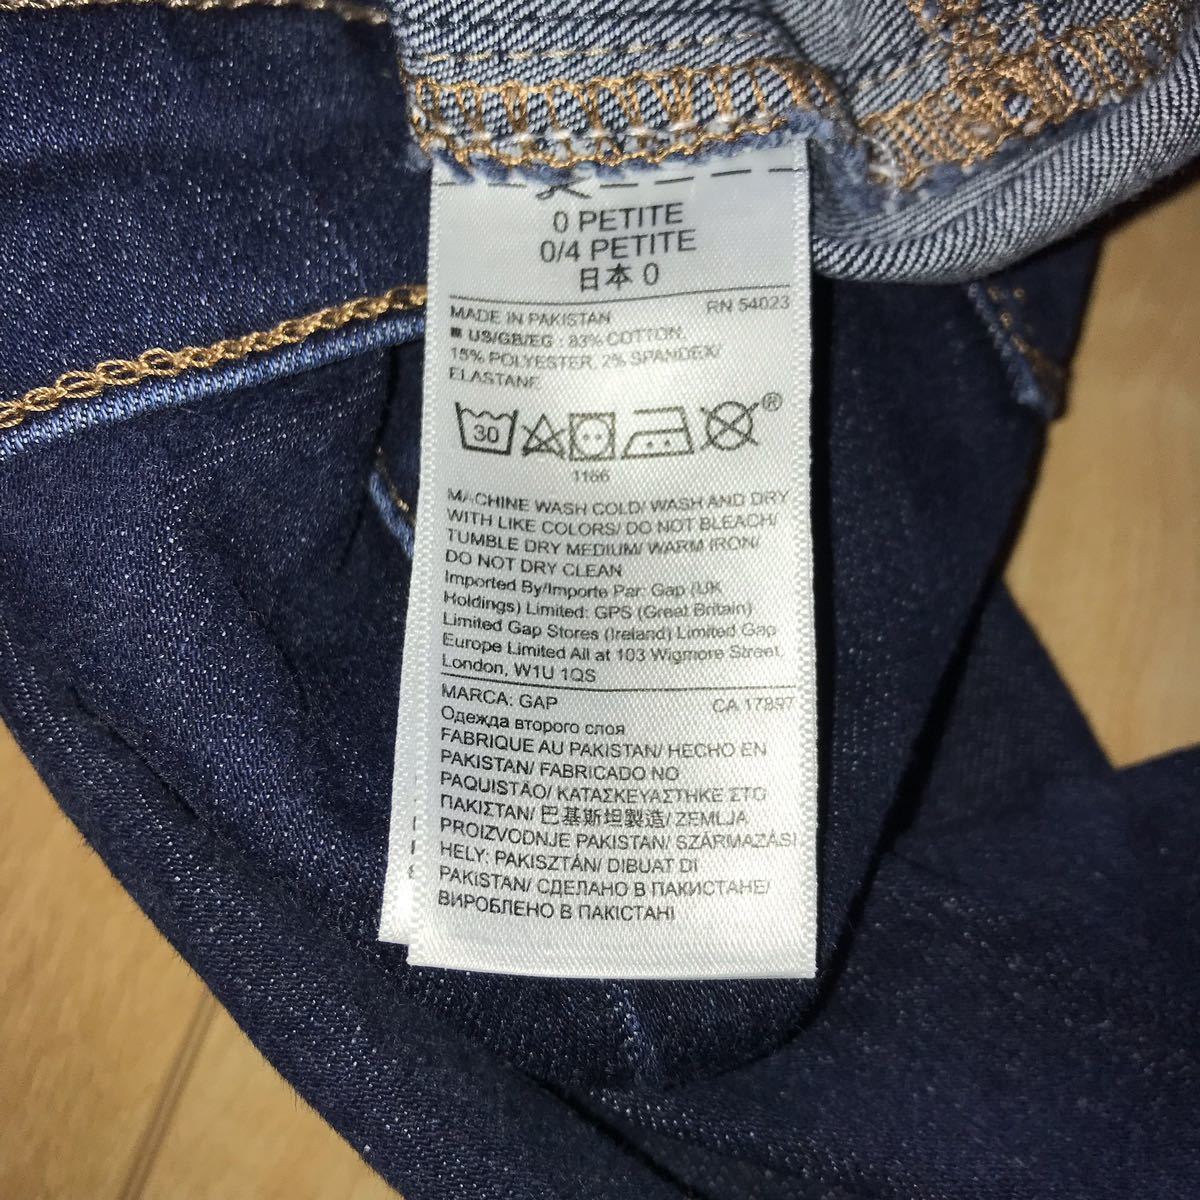 0 PETITE
0/4 PETITE
日本 0
RN 54023
MADE IN PAKISTAN
■ US/GB/EG : 83% COTTON,
15% POLYESTER, 2% SPANDEX/
ELASTANE
30
®
1166
MACHINE WASH COLD/ WASH AND DRY
WITH LIKE COLORS/ DO NOT BLEACH/
TUMBLE DRY MEDIUM/ WARM IRON/
DO NOT DRY CLEAN
Imported By/Importe Par: Gap (UK
Holdings) Limited: GPS (Great Britain)
Limited Gap Stores (Ireland) Limited Gap
Europe Limited All at 103 Wigmore Street,
London, W1U 1QS
MARCA: GAP CA 17897
Одежда второго слоя
FABRIQUE AU PAKISTAN/ HECHO EN
PAKISTAN/ FABRICADO NO
PAQUISTÃO/ ΚΑΤΑΣΚΕΥΑΣΤΗΚΕ ΣΤΟ
ΠΑΚΙΣΤΑΝ/ 巴基斯坦製造/ ZEMLJA
PROIZVODNJE PAKISTAN/ SZÁRMAZÁSI
HELY: PAKISZTÁN/ DIBUAT DI
PAKISTAN/ СДЕЛАНО В ПАКИСТАНЕ/
ВИРОБЛЕНО В ПАКІСТАНІ